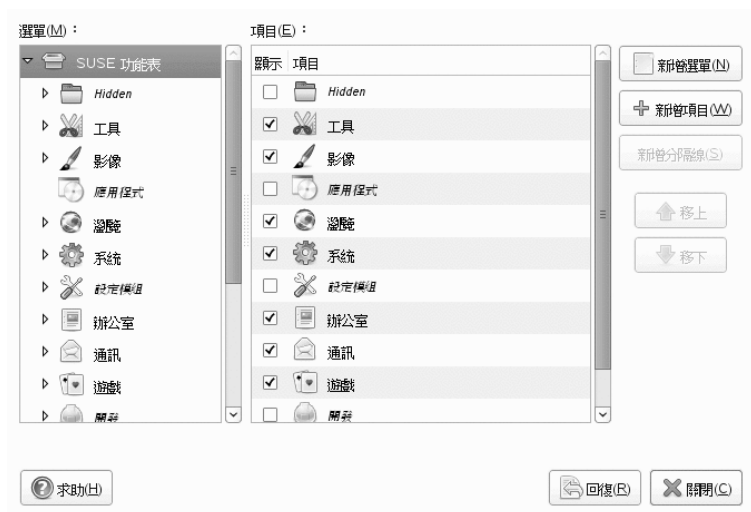 選單(M)：
項目(E)：
SUSE 功能表
Hidden
工具
影像
應用程式
瀏覽
系統
設定模組
辦公室
通訊
遊戲
開發
顯示 項目
Hidden
工具
影像
應用程式
瀏覽
系統
設定模組
辦公室
通訊
遊戲
開發
新增選單(N)
新增項目(W)
新增分隔線(S)
移上
移下
求助(H)
回復(R)
關閉(C)